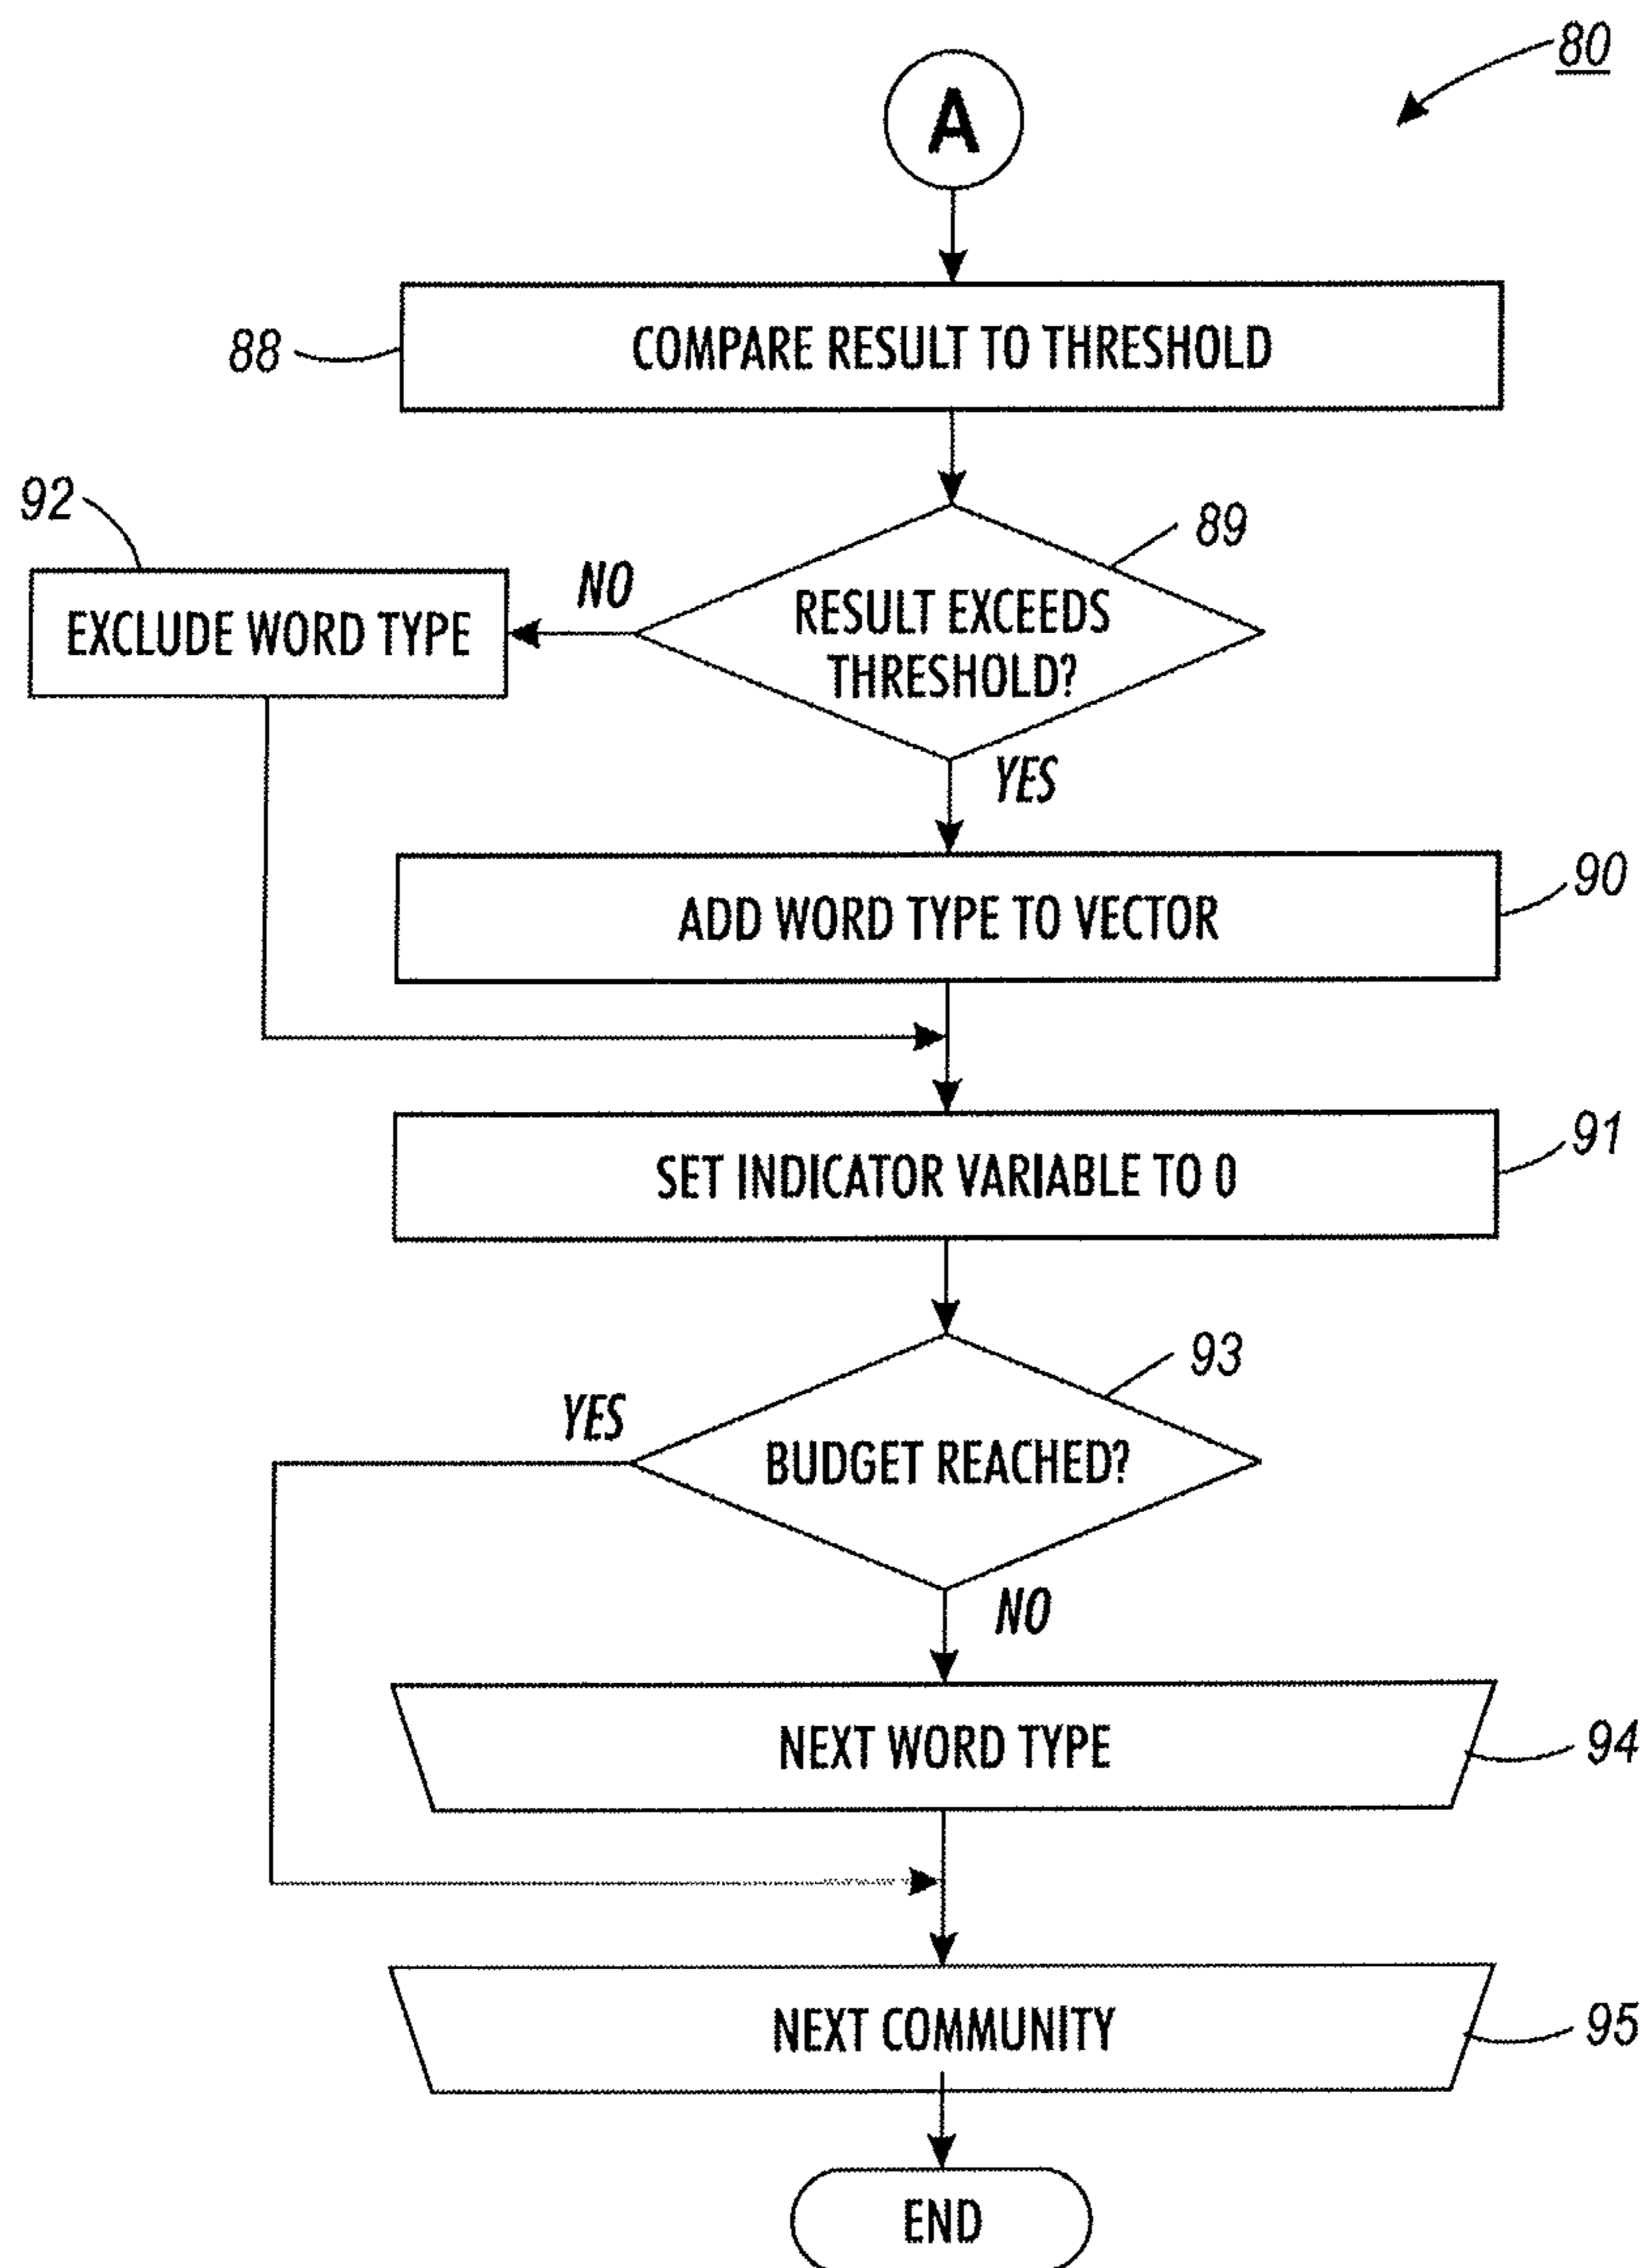 80
A
88
COMPARE RESULT TO THRESHOLD
92
89
NO
EXCLUDE WORD TYPE
RESULT EXCEEDS
THRESHOLD?
YES
90
ADD WORD TYPE TO VECTOR
91
SET INDICATOR VARIABLE TO 0
93
YES
BUDGET REACHED?
NO
NEXT WORD TYPE
94
NEXT COMMUNITY
95
END